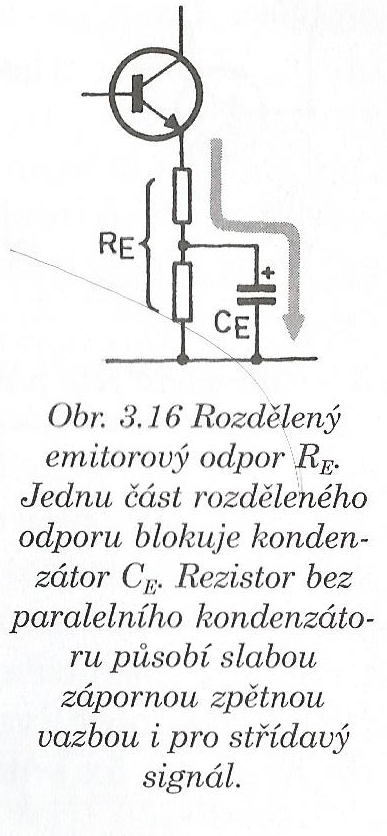 RE
+
CE
Obr. 3.16 Rozdělený
emitorový odpor RE.
Jednu část rozděleného
odporu blokuje konden-
zátor CE. Rezistor bez
paralelního kondenzáto-
ru působí slabou
zápornou zpětnou
vazbou i pro střídavý
signál.